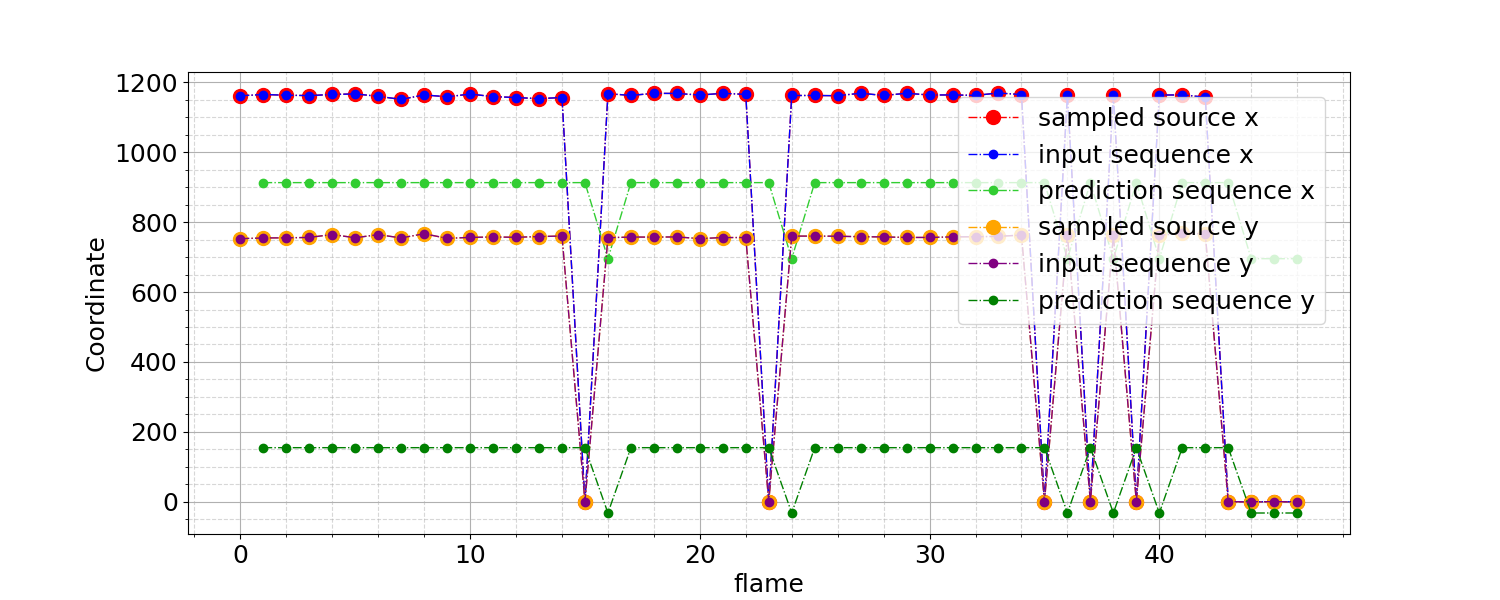 1200
1000
800
600
400
200
0
Coordinate
0 10 20 30 40
flame
sampled source x
input sequence x
prediction sequence x
sampled source y
input sequence y
prediction sequence y